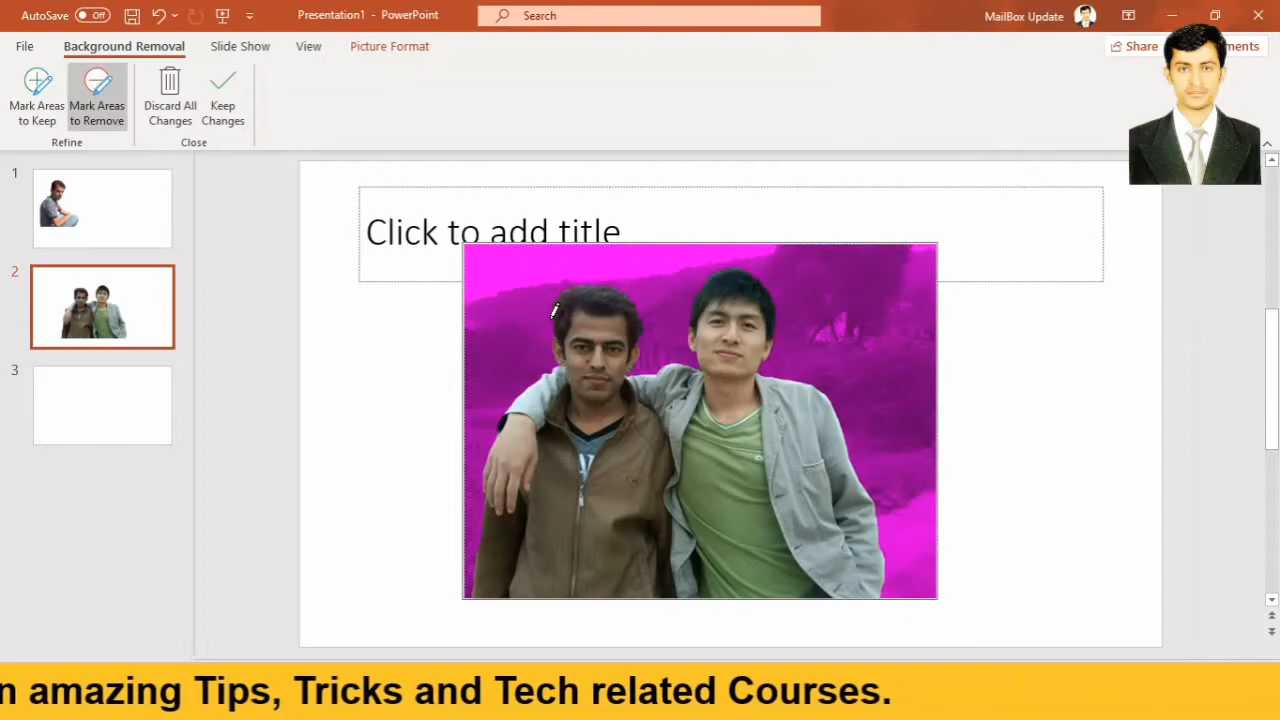 AutoSave Off Presentation1 - PowerPoint Search MailBox Update
File Background Removal Slide Show View Picture Format Share
Mark Areas to Keep
Mark Areas to Remove
Discard All Changes
Keep Changes
Refine Close
1
2
3
Click to add title
n amazing Tips, Tricks and Tech related Courses.